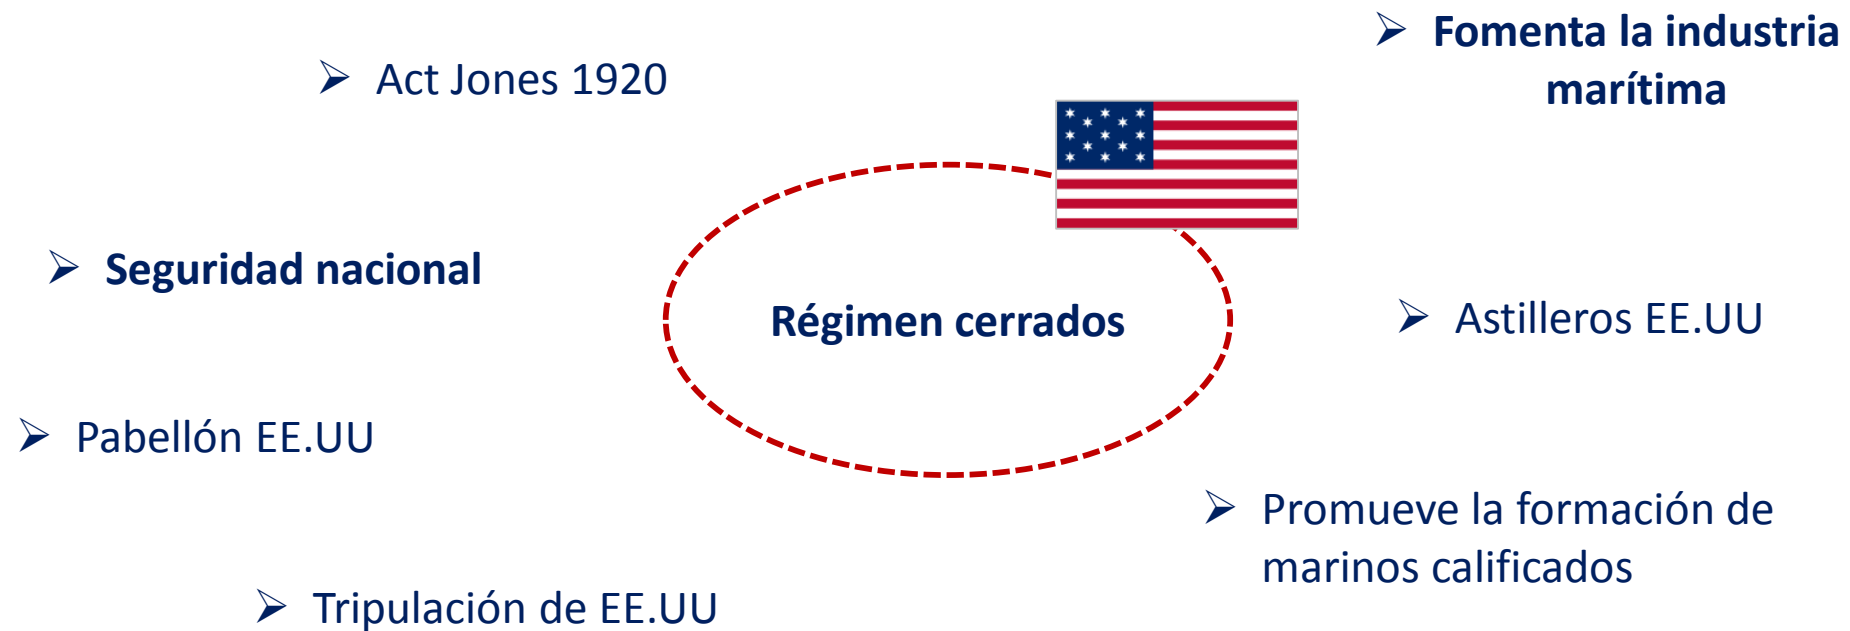 Fomenta la industria
marítima
Act Jones 1920
Seguridad nacional
Régimen cerrados
Astilleros EE.UU
Pabellón EE.UU
Promueve la formación de
marinos calificados
Tripulación de EE.UU